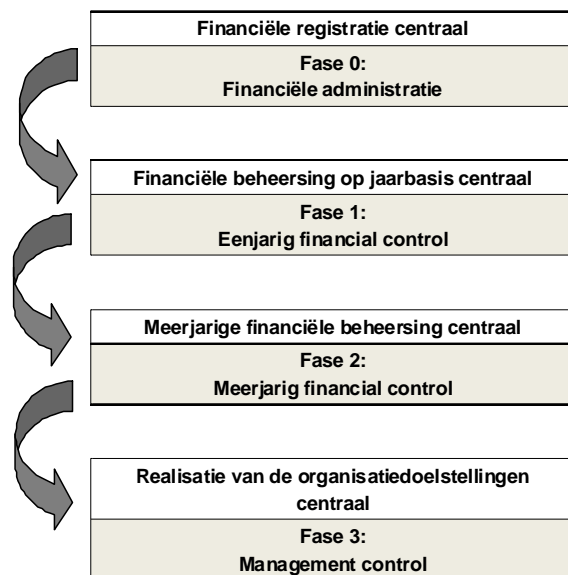 Financiële registratie centraal
Fase 0:
Financiële administratie
Financiële beheersing op jaarbasis centraal
Fase 1:
Eenjarig financial control
Meerjarige financiële beheersing centraal
Fase 2:
Meerjarig financial control
Realisatie van de organisatiedoelstellingen
centraal
Fase 3:
Management control